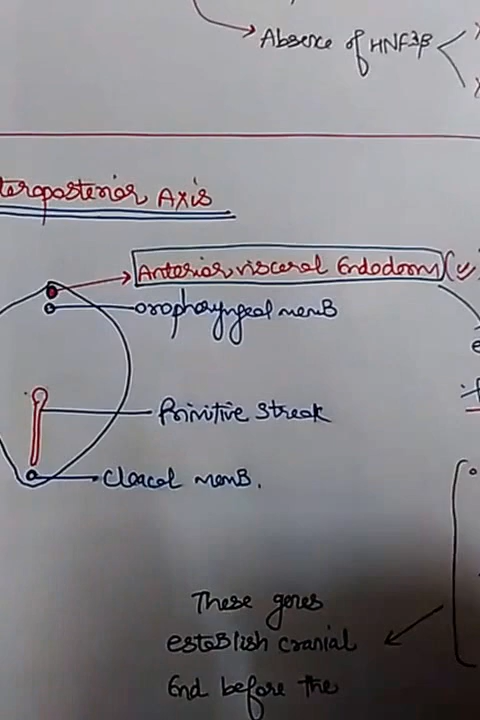 Absence of HNF3β
teroposterior Axis
Anterior visceral Endoderm
oropharyngeal memB
Primitive streak
cloacal memB.
These genes
establish cranial
End before the